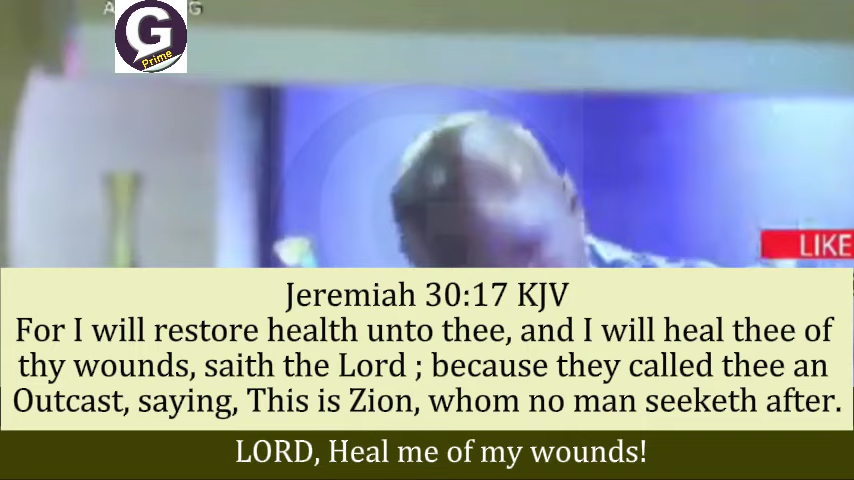 G
Prime
LIKE
Jeremiah 30:17 KJV
For I will restore health unto thee, and I will heal thee of
thy wounds, saith the Lord ; because they called thee an
Outcast, saying, This is Zion, whom no man seeketh after.
LORD, Heal me of my wounds!